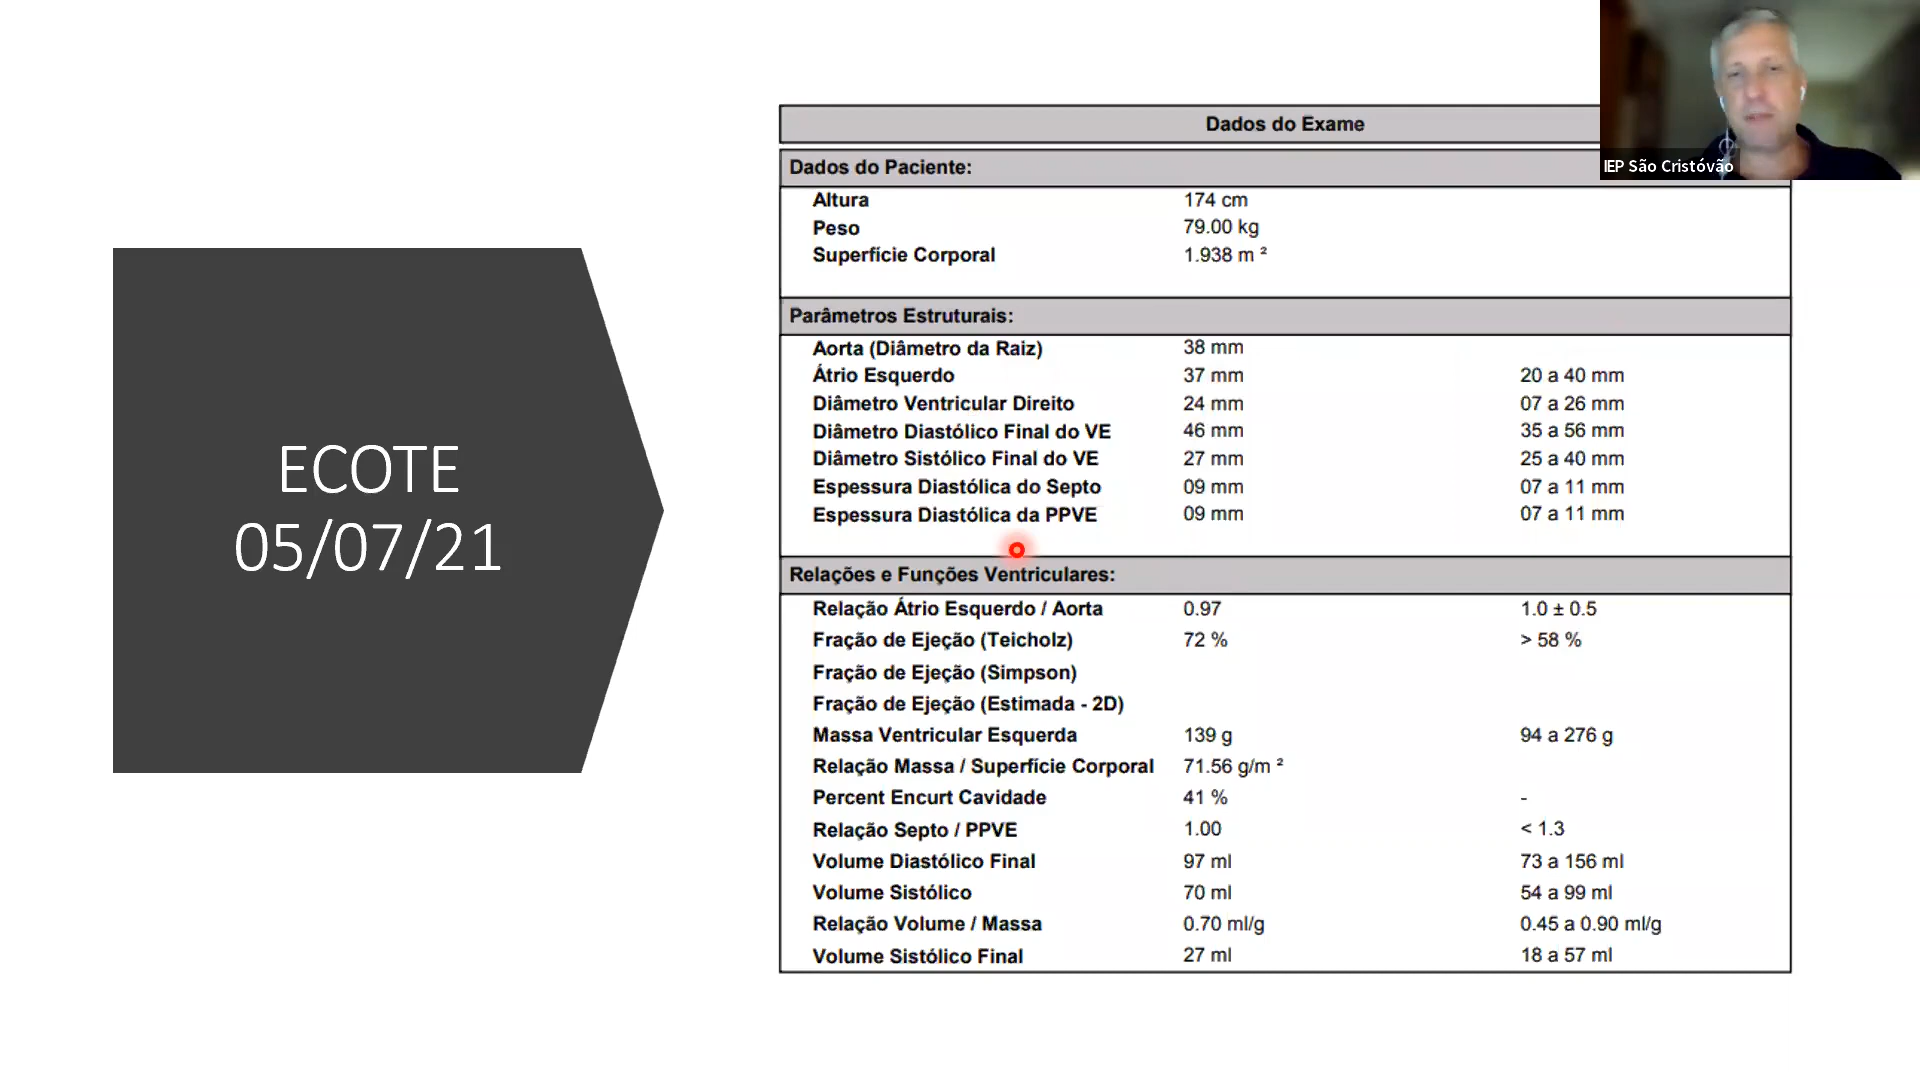 ECOTE
05/07/21
Dados do Exame
Dados do Paciente:
Altura 174 cm
Peso 79.00 kg
Superfície Corporal 1.938 m ²
Parâmetros Estruturais:
Aorta (Diâmetro da Raiz) 38 mm
Átrio Esquerdo 37 mm 20 a 40 mm
Diâmetro Ventricular Direito 24 mm 07 a 26 mm
Diâmetro Diastólico Final do VE 46 mm 35 a 56 mm
Diâmetro Sistólico Final do VE 27 mm 25 a 40 mm
Espessura Diastólica do Septo 09 mm 07 a 11 mm
Espessura Diastólica da PPVE 09 mm 07 a 11 mm
Relações e Funções Ventriculares:
Relação Átrio Esquerdo / Aorta 0.97 1.0 ± 0.5
Fração de Ejeção (Teicholz) 72 % > 58 %
Fração de Ejeção (Simpson)
Fração de Ejeção (Estimada - 2D)
Massa Ventricular Esquerda 139 g 94 a 276 g
Relação Massa / Superfície Corporal 71.56 g/m ²
Percent Encurt Cavidade 41 % -
Relação Septo / PPVE 1.00 < 1.3
Volume Diastólico Final 97 ml 73 a 156 ml
Volume Sistólico 70 ml 54 a 99 ml
Relação Volume / Massa 0.70 ml/g 0.45 a 0.90 ml/g
Volume Sistólico Final 27 ml 18 a 57 ml
IEP São Cristóvão